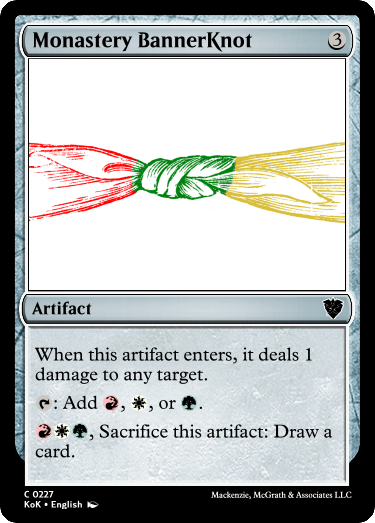 Monastery BannerKnot 3
Artifact
When this artifact enters, it deals 1
damage to any target.
: Add , , or .
, Sacrifice this artifact: Draw a
card.
C 0227
KoK • English
Mackenzie, McGrath & Associates LLC